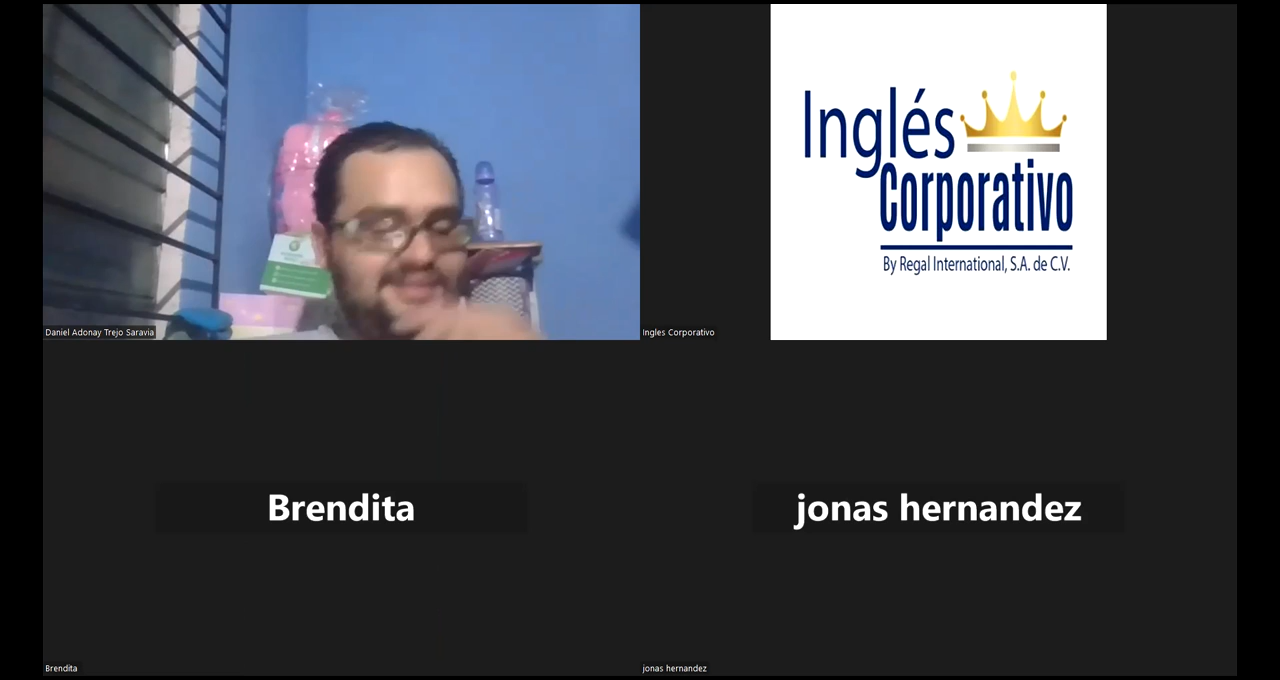 Inglés
Corporativo
By Regal International, S.A. de C.V.
Daniel Adonay Trejo Saravia
Ingles Corporativo
Brendita
jonas hernandez
Brendita
jonas hernandez